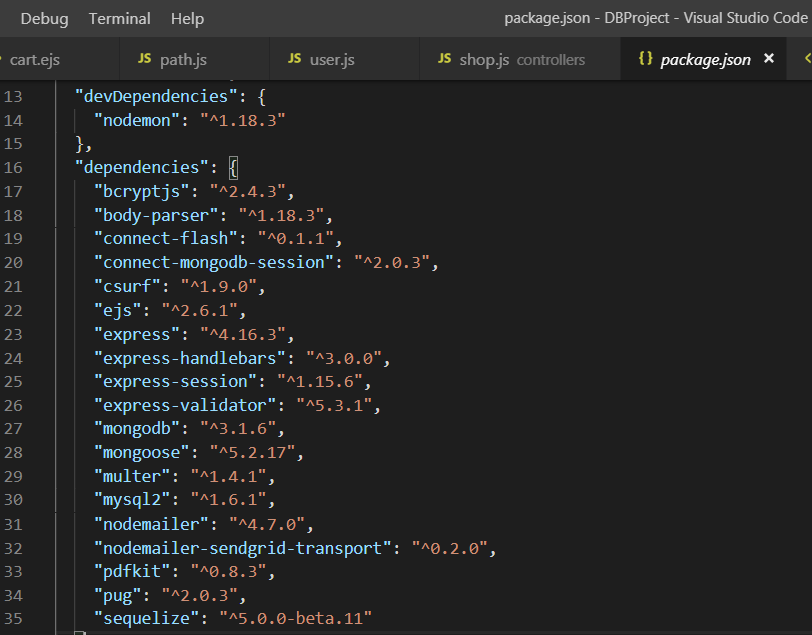 Debug Terminal Help package.json - DBProject - Visual Studio Code
cart.ejs JS path.js JS user.js JS shop.js controllers {} package.json ×
13 "devDependencies": {
14 "nodemon": "^1.18.3"
15 },
16 "dependencies": {
17 "bcryptjs": "^2.4.3",
18 "body-parser": "^1.18.3",
19 "connect-flash": "^0.1.1",
20 "connect-mongodb-session": "^2.0.3",
21 "csurf": "^1.9.0",
22 "ejs": "^2.6.1",
23 "express": "^4.16.3",
24 "express-handlebars": "^3.0.0",
25 "express-session": "^1.15.6",
26 "express-validator": "^5.3.1",
27 "mongodb": "^3.1.6",
28 "mongoose": "^5.2.17",
29 "multer": "^1.4.1",
30 "mysql2": "^1.6.1",
31 "nodemailer": "^4.7.0",
32 "nodemailer-sendgrid-transport": "^0.2.0",
33 "pdfkit": "^0.8.3",
34 "pug": "^2.0.3",
35 "sequelize": "^5.0.0-beta.11"